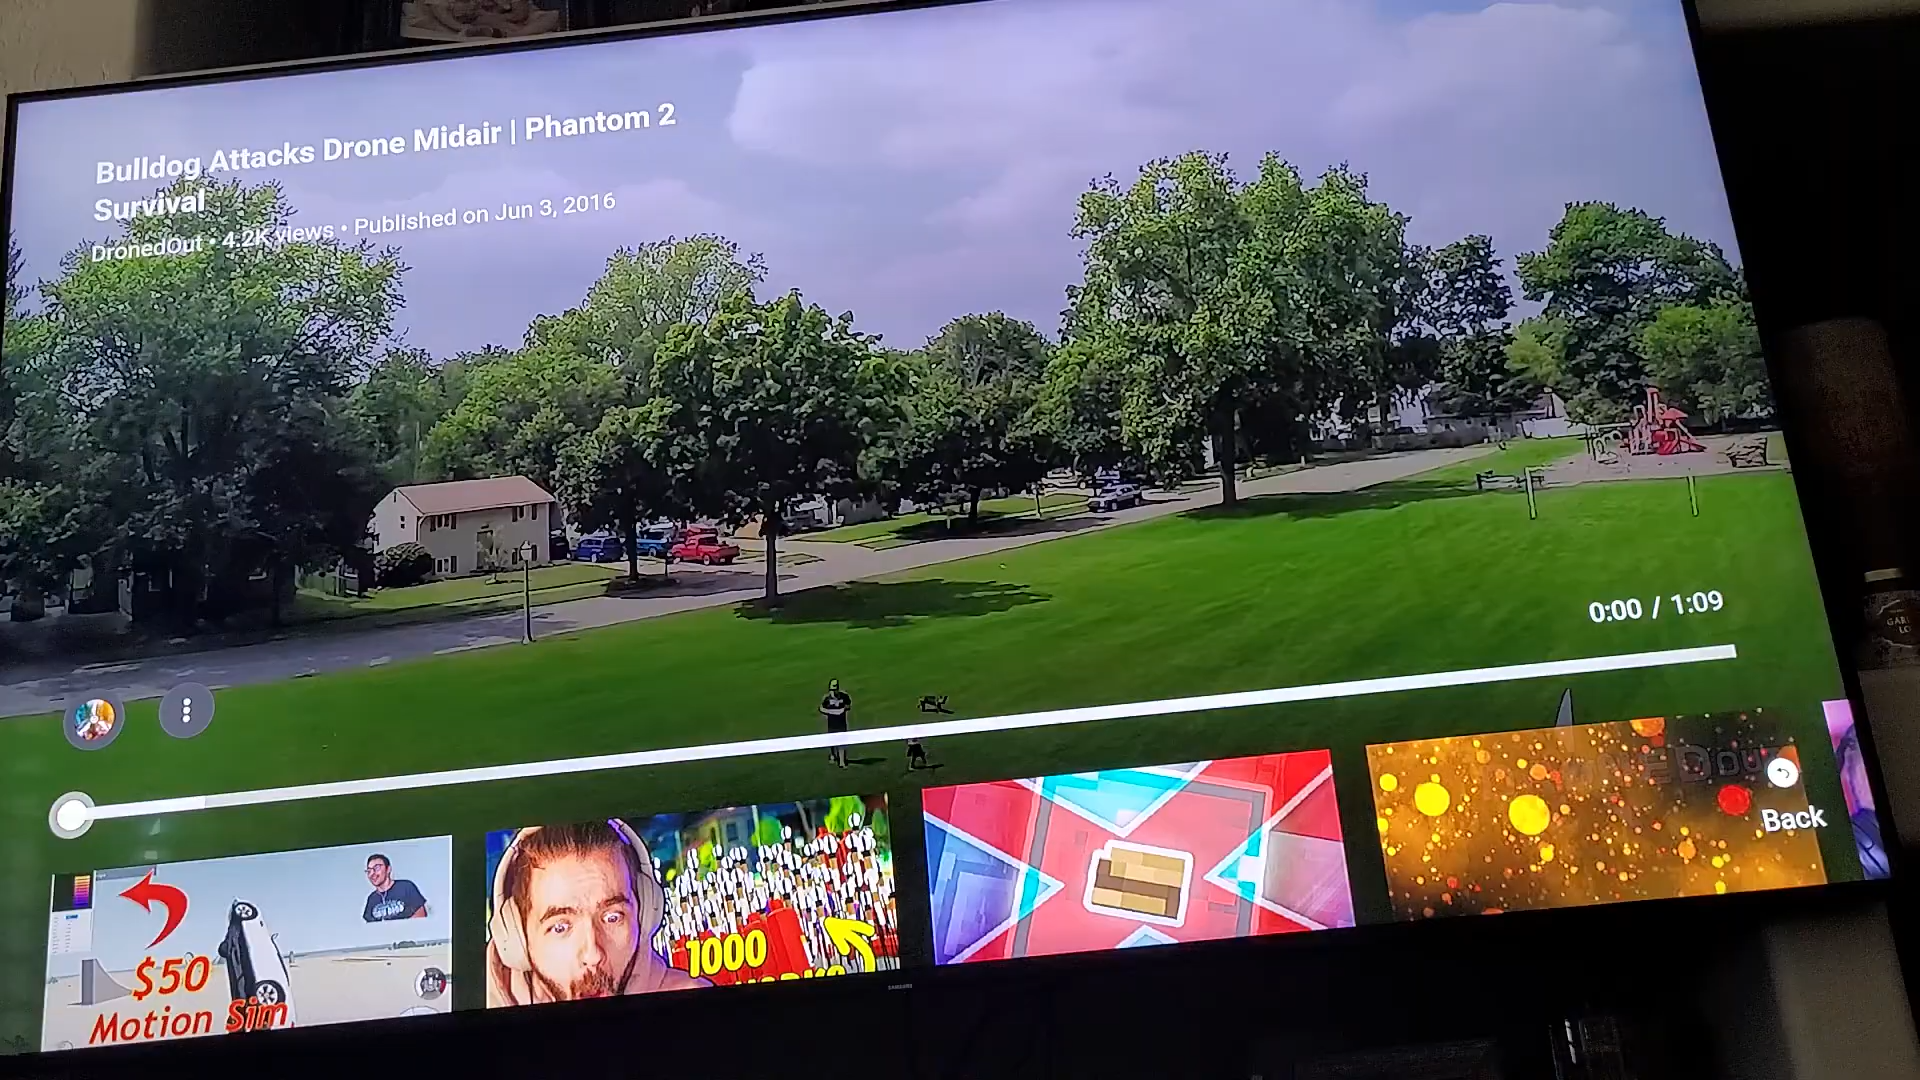 Bulldog Attacks Drone Midair | Phantom 2
Survival
DronedOut • 4.2K views • Published on Jun 3, 2016
0:00 / 1:09
Back
$50
Motion Sim
1000
SAMSUNG